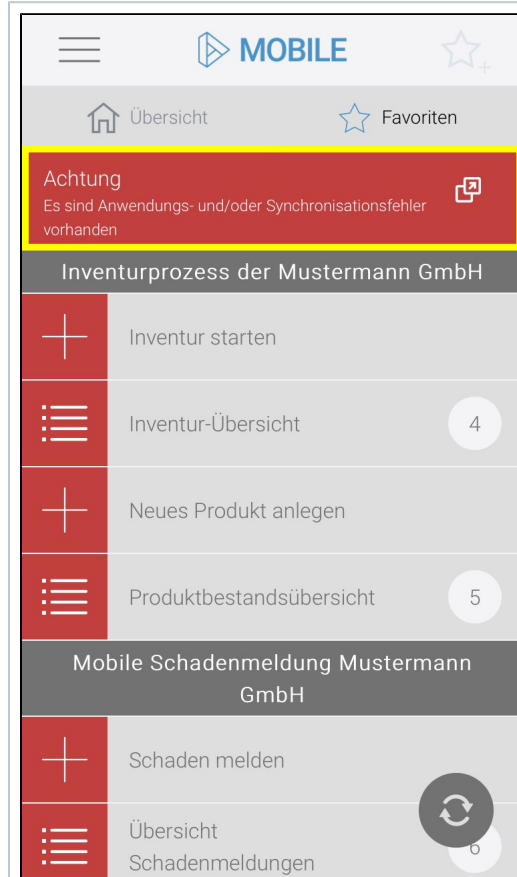 MOBILE
Übersicht
Favoriten
Achtung
Es sind Anwendungs- und/oder Synchronisationsfehler
vorhanden
Inventurprozess der Mustermann GmbH
Inventur starten
Inventur-Übersicht
4
Neues Produkt anlegen
Produktbestandsübersicht
5
Mobile Schadenmeldung Mustermann
GmbH
Schaden melden
Übersicht
Schadenmeldungen
6